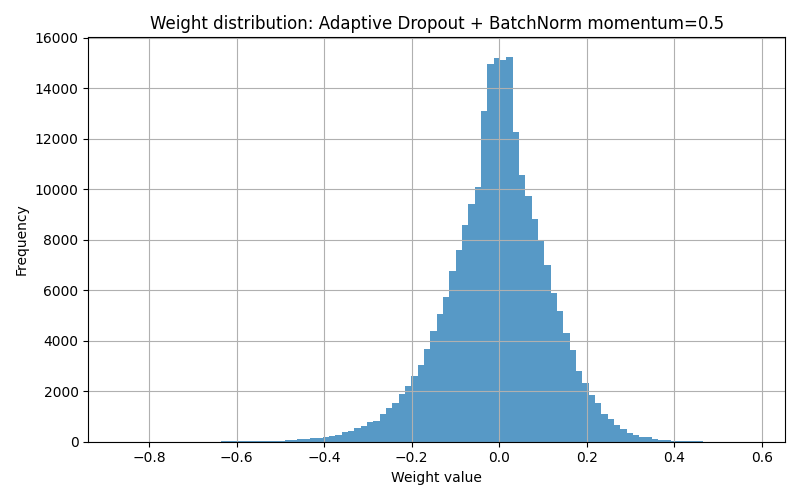 Weight distribution: Adaptive Dropout + BatchNorm momentum=0.5
16000
14000
12000
10000
8000
6000
4000
2000
0
Frequency
−0.8 −0.6 −0.4 −0.2 0.0 0.2 0.4 0.6
Weight value